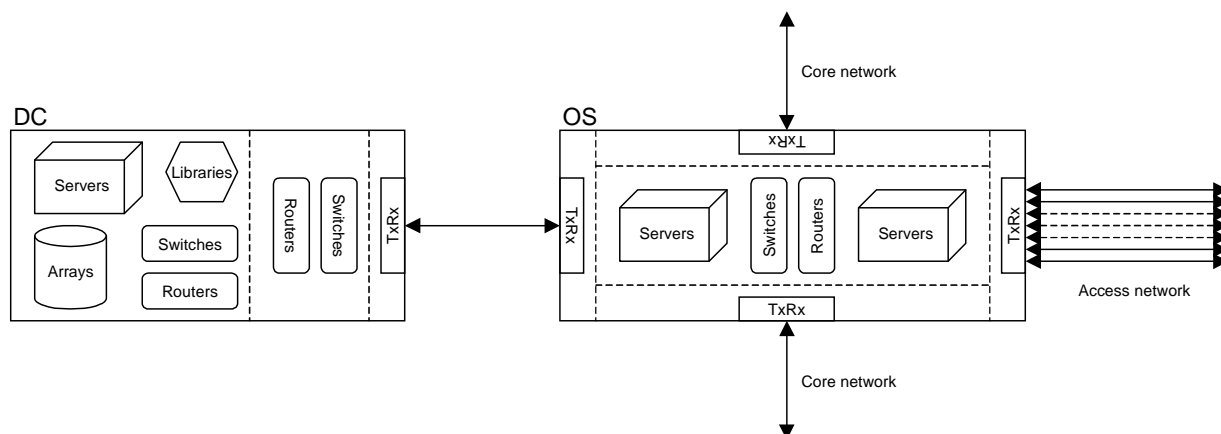 Core network
DC
OS
Servers
Libraries
Switches
Arrays
Routers
Routers
Switches
TxRx
TxRx
TxRx
Servers
Switches
Routers
Servers
TxRx
TxRx
Access network
Core network